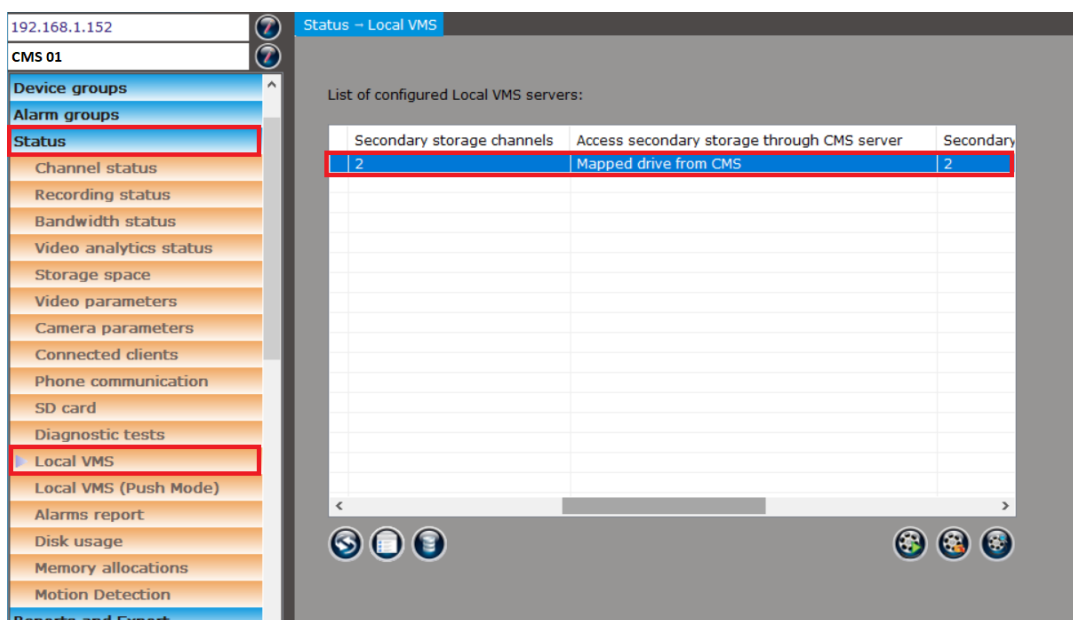 192.168.1.152
CMS 01
Device groups
Alarm groups
Status
Channel status
Recording status
Bandwidth status
Video analytics status
Storage space
Video parameters
Camera parameters
Connected clients
Phone communication
SD card
Diagnostic tests
Local VMS
Local VMS (Push Mode)
Alarms report
Disk usage
Memory allocations
Motion Detection
Reports and Export
Status – Local VMS
List of configured Local VMS servers:
Secondary storage channels Access secondary storage through CMS server Secondary
2 Mapped drive from CMS 2